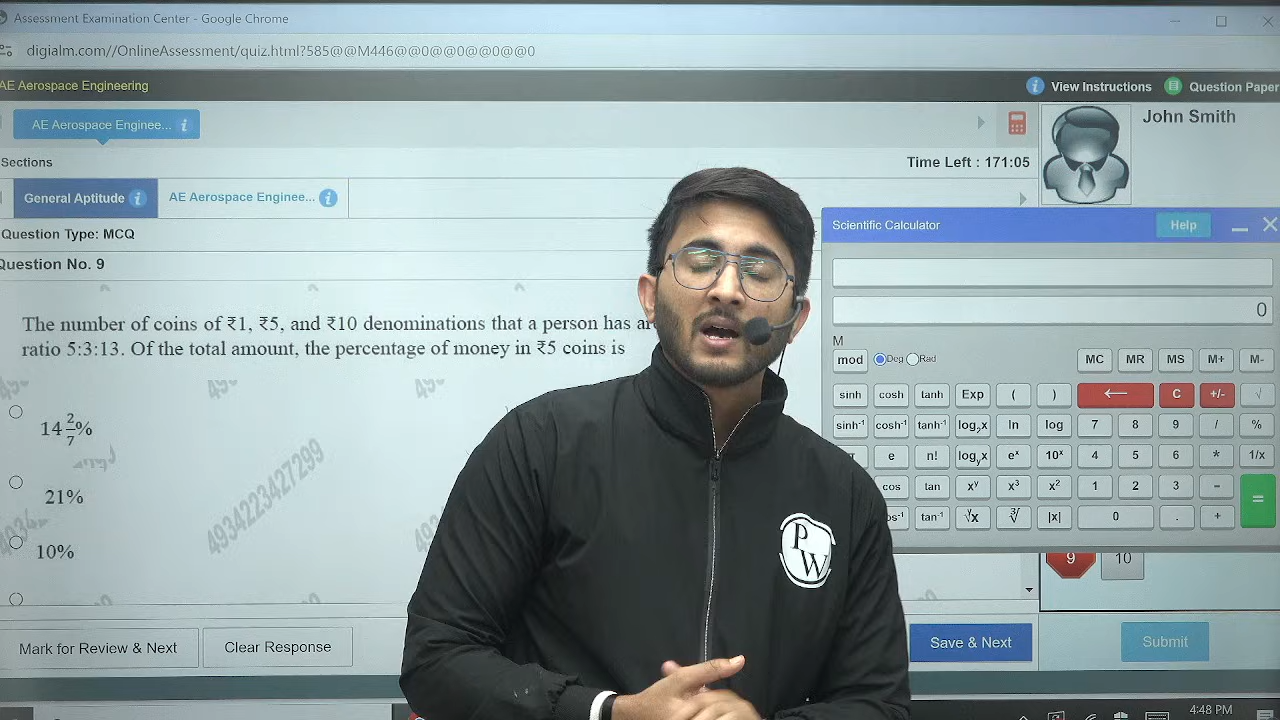 Assessment Examination Center - Google Chrome
digialm.com//OnlineAssessment/quiz.html?585@@M446@@0@@0@@0@@0
AE Aerospace Engineering
View Instructions
Question Paper
AE Aerospace Enginee... i
John Smith
Sections
Time Left : 171:05
General Aptitude i
AE Aerospace Enginee... i
Scientific Calculator
Help
Question Type: MCQ
Question No. 9
0
The number of coins of ₹1, ₹5, and ₹10 denominations that a person has
ratio 5:3:13. Of the total amount, the percentage of money in ₹5 coins is
M
mod Deg Rad MC MR MS M+ M-
sinh cosh tanh Exp ( ) ← C +/- √
sinh⁻¹ cosh⁻¹ tanh⁻¹ log₂x ln log 7 8 9 / %
e n! logᵧx eˣ 10ˣ 4 5 6 * 1/x
cos tan xʸ x³ x² 1 2 3 - =
tan⁻¹ ʸ√x ∛ |x| 0 . +
14 2/7%
21%
10%
4934223427299
9 10
PW
Mark for Review & Next
Clear Response
Save & Next
Submit
4:48 PM